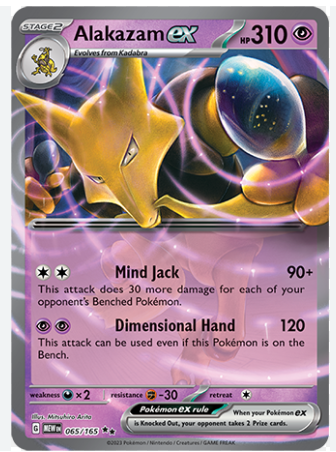 STAGE 2
Alakazam ex HP 310
Evolves from Kadabra
Mind Jack 90+
This attack does 30 more damage for each of your
opponent's Benched Pokémon.
Dimensional Hand 120
This attack can be used even if this Pokémon is on the
Bench.
weakness ×2 resistance -30 retreat
Illus. Mitsuhiro Arita
Pokémon ex rule
When your Pokémon ex
is Knocked Out, your opponent takes 2 Prize cards.
G MEW EN 065/165
©2023 Pokémon / Nintendo / Creatures / GAME FREAK